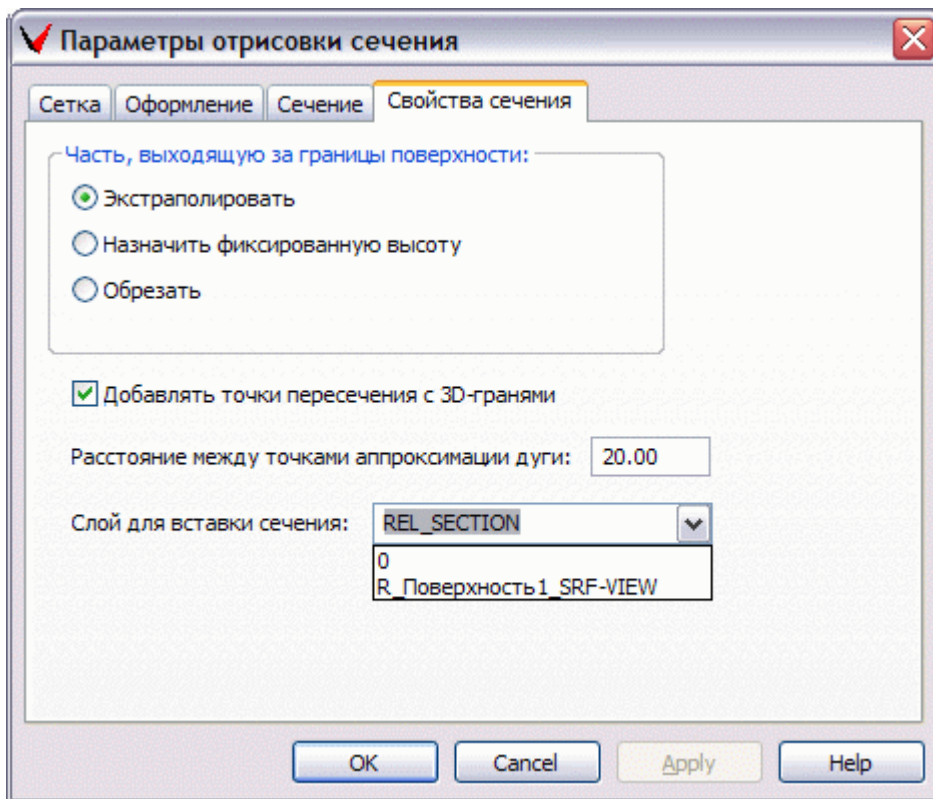 Параметры отрисовки сечения
Сетка Оформление Сечение Свойства сечения
Часть, выходящую за границы поверхности:
Экстраполировать
Назначить фиксированную высоту
Обрезать
Добавлять точки пересечения с 3D-гранями
Расстояние между точками аппроксимации дуги: 20.00
Слой для вставки сечения: REL_SECTION
0
R_Поверхность1_SRF-VIEW
OK Cancel Apply Help